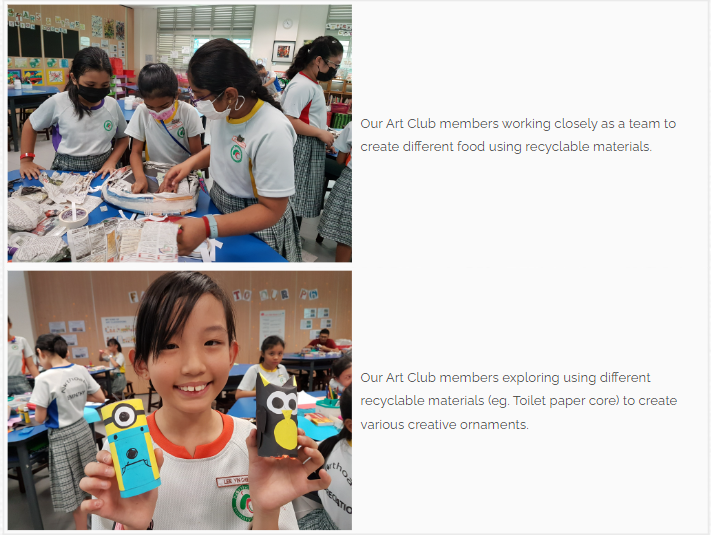 Our Art Club members working closely as a team to
create different food using recyclable materials.
Our Art Club members exploring using different
recyclable materials (eg. Toilet paper core) to create
various creative ornaments.